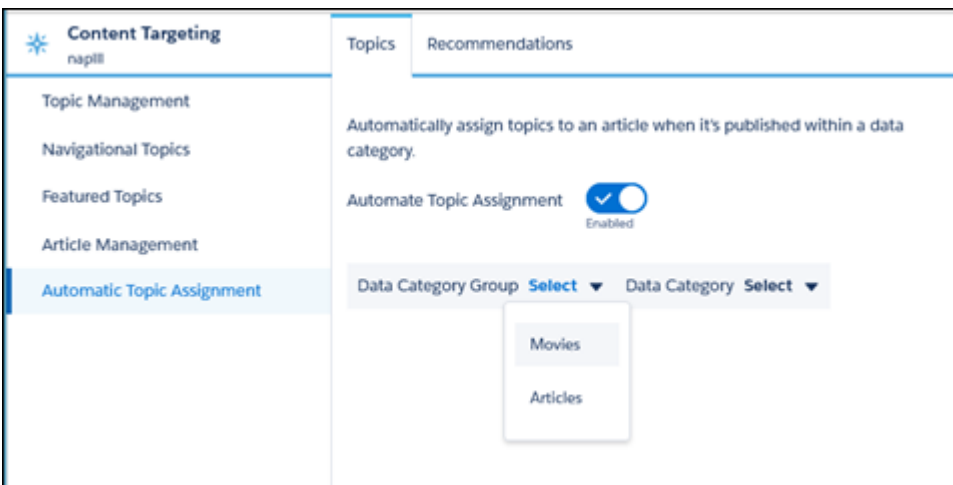 Content Targeting
napIII
Topics Recommendations
Topic Management
Navigational Topics
Featured Topics
Article Management
Automatic Topic Assignment
Automatically assign topics to an article when it's published within a data
category.
Automate Topic Assignment
Enabled
Data Category Group Select Data Category Select
Movies
Articles